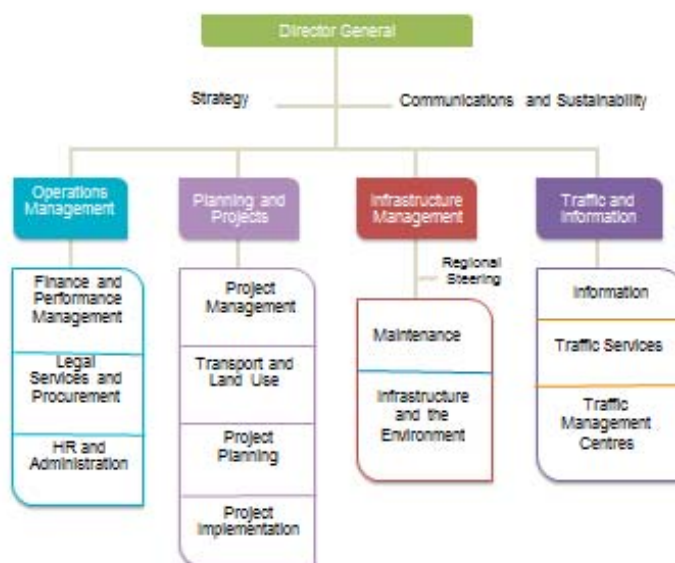 Director General
Strategy
Communications and Sustainability
Operations
Management
Planning and
Projects
Infrastructure
Management
Traffic and
Information
Regional
Steering
Finance and
Performance
Management
Legal
Services and
Procurement
HR and
Administration
Project
Management
Transport and
Land Use
Project
Planning
Project
Implementation
Maintenance
Infrastructure
and the
Environment
Information
Traffic Services
Traffic
Management
Centres